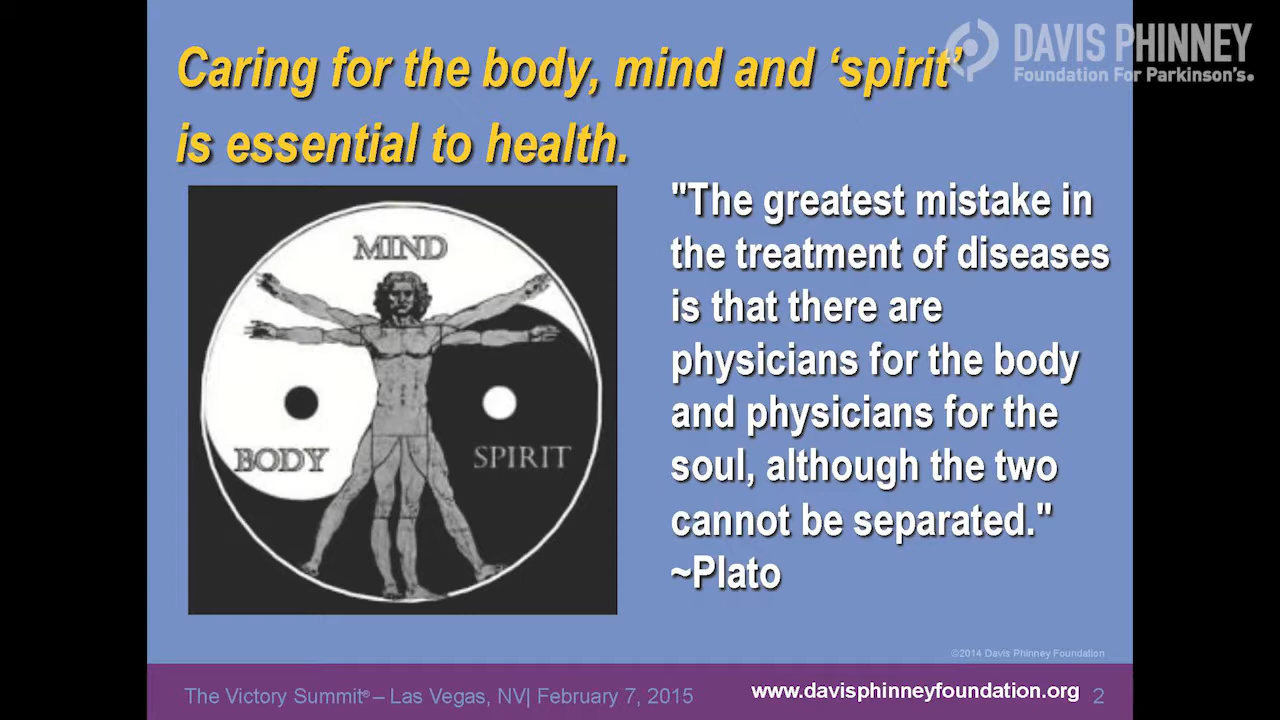 DAVIS PHINNEY
Foundation For Parkinson's.
Caring for the body, mind and ‘spirit’
is essential to health.
MIND
BODY
SPIRIT
"The greatest mistake in
the treatment of diseases
is that there are
physicians for the body
and physicians for the
soul, although the two
cannot be separated."
~Plato
©2014 Davis Phinney Foundation
The Victory Summit® – Las Vegas, NV| February 7, 2015
www.davisphinneyfoundation.org 2